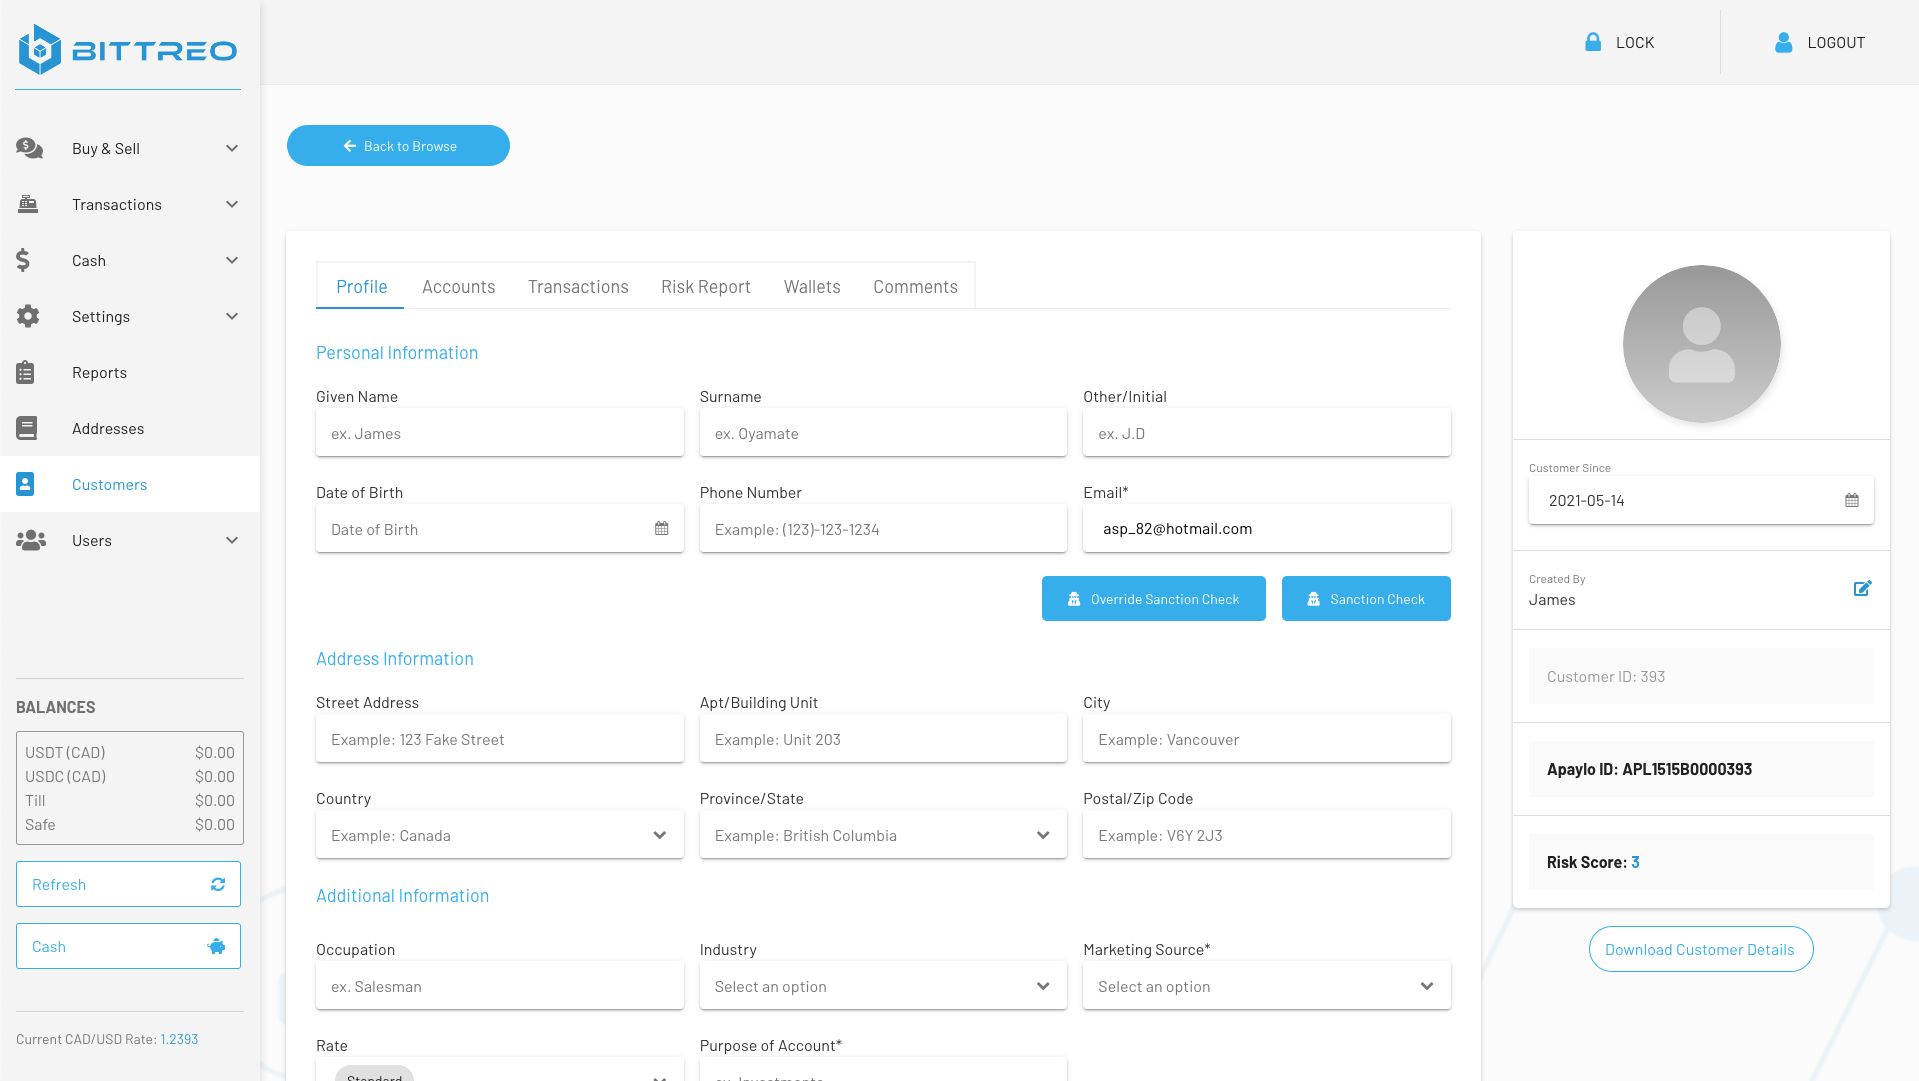 BITTREO
LOCK
LOGOUT
Buy & Sell
Transactions
Cash
Settings
Reports
Addresses
Customers
Users
BALANCES
USDT (CAD) $0.00
USDC (CAD) $0.00
Till $0.00
Safe $0.00
Refresh
Cash
Current CAD/USD Rate: 1.2393
Back to Browse
Profile Accounts Transactions Risk Report Wallets Comments
Personal Information
Given Name Surname Other/Initial
ex. James ex. Oyamate ex. J.D
Date of Birth Phone Number Email*
Date of Birth Example: (123)-123-1234 asp_82@hotmail.com
Override Sanction Check Sanction Check
Address Information
Street Address Apt/Building Unit City
Example: 123 Fake Street Example: Unit 203 Example: Vancouver
Country Province/State Postal/Zip Code
Example: Canada Example: British Columbia Example: V6Y 2J3
Additional Information
Occupation Industry Marketing Source*
ex. Salesman Select an option Select an option
Rate Purpose of Account*
Standard ex. Investments
Customer Since
2021-05-14
Created By
James
Customer ID: 393
Apaylo ID: APL1515B0000393
Risk Score: 3
Download Customer Details